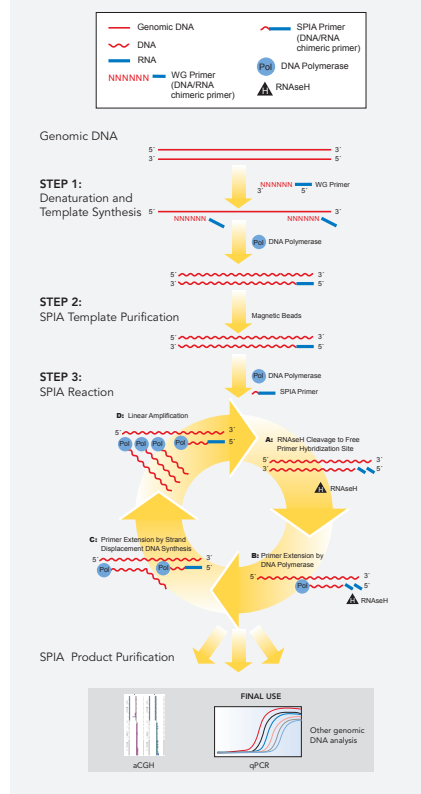 Genomic DNA
DNA
RNA
NNNNNN WG Primer
(DNA/RNA
chimeric primer)
SPIA Primer
(DNA/RNA
chimeric primer)
Pol DNA Polymerase
H RNAseH
Genomic DNA
5´ 3´
3´ 5´
STEP 1:
Denaturation and
Template Synthesis
NNNNNN WG Primer
3´ 5´
5´ 3´
NNNNNN NNNNNN
Pol DNA Polymerase
5´ 3´
3´ 5´
STEP 2:
SPIA Template Purification
Magnetic Beads
5´ 3´
3´ 5´
STEP 3:
SPIA Reaction
Pol DNA Polymerase
SPIA Primer
D: Linear Amplification
5´ 3´
Pol Pol Pol Pol 5´
A: RNAseH Cleavage to Free
Primer Hybridization Site
5´ 3´
3´ 5´
H RNAseH
C: Primer Extension by Strand
Displacement DNA Synthesis
5´ 3´
Pol Pol 5´
B: Primer Extension by
DNA Polymerase
5´ 3´
Pol 5´
H RNAseH
SPIA Product Purification
FINAL USE
aCGH
qPCR
Other genomic
DNA analysis